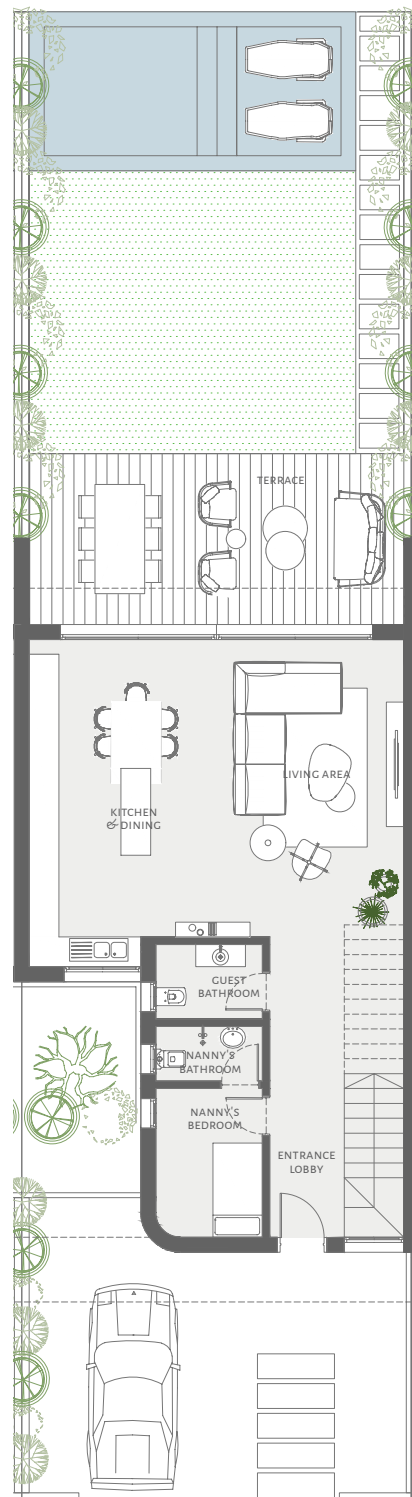 TERRACE
LIVING AREA
KITCHEN
& DINING
GUEST
BATHROOM
NANNY'S
BATHROOM
NANNY'S
BEDROOM
ENTRANCE
LOBBY